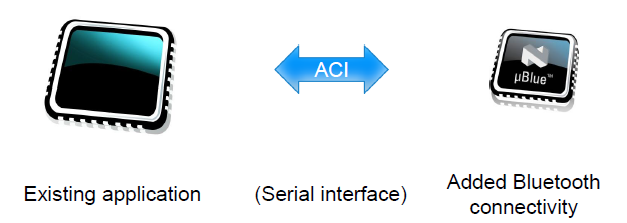 ACI
µBlue™
Existing application
(Serial interface)
Added Bluetooth
connectivity